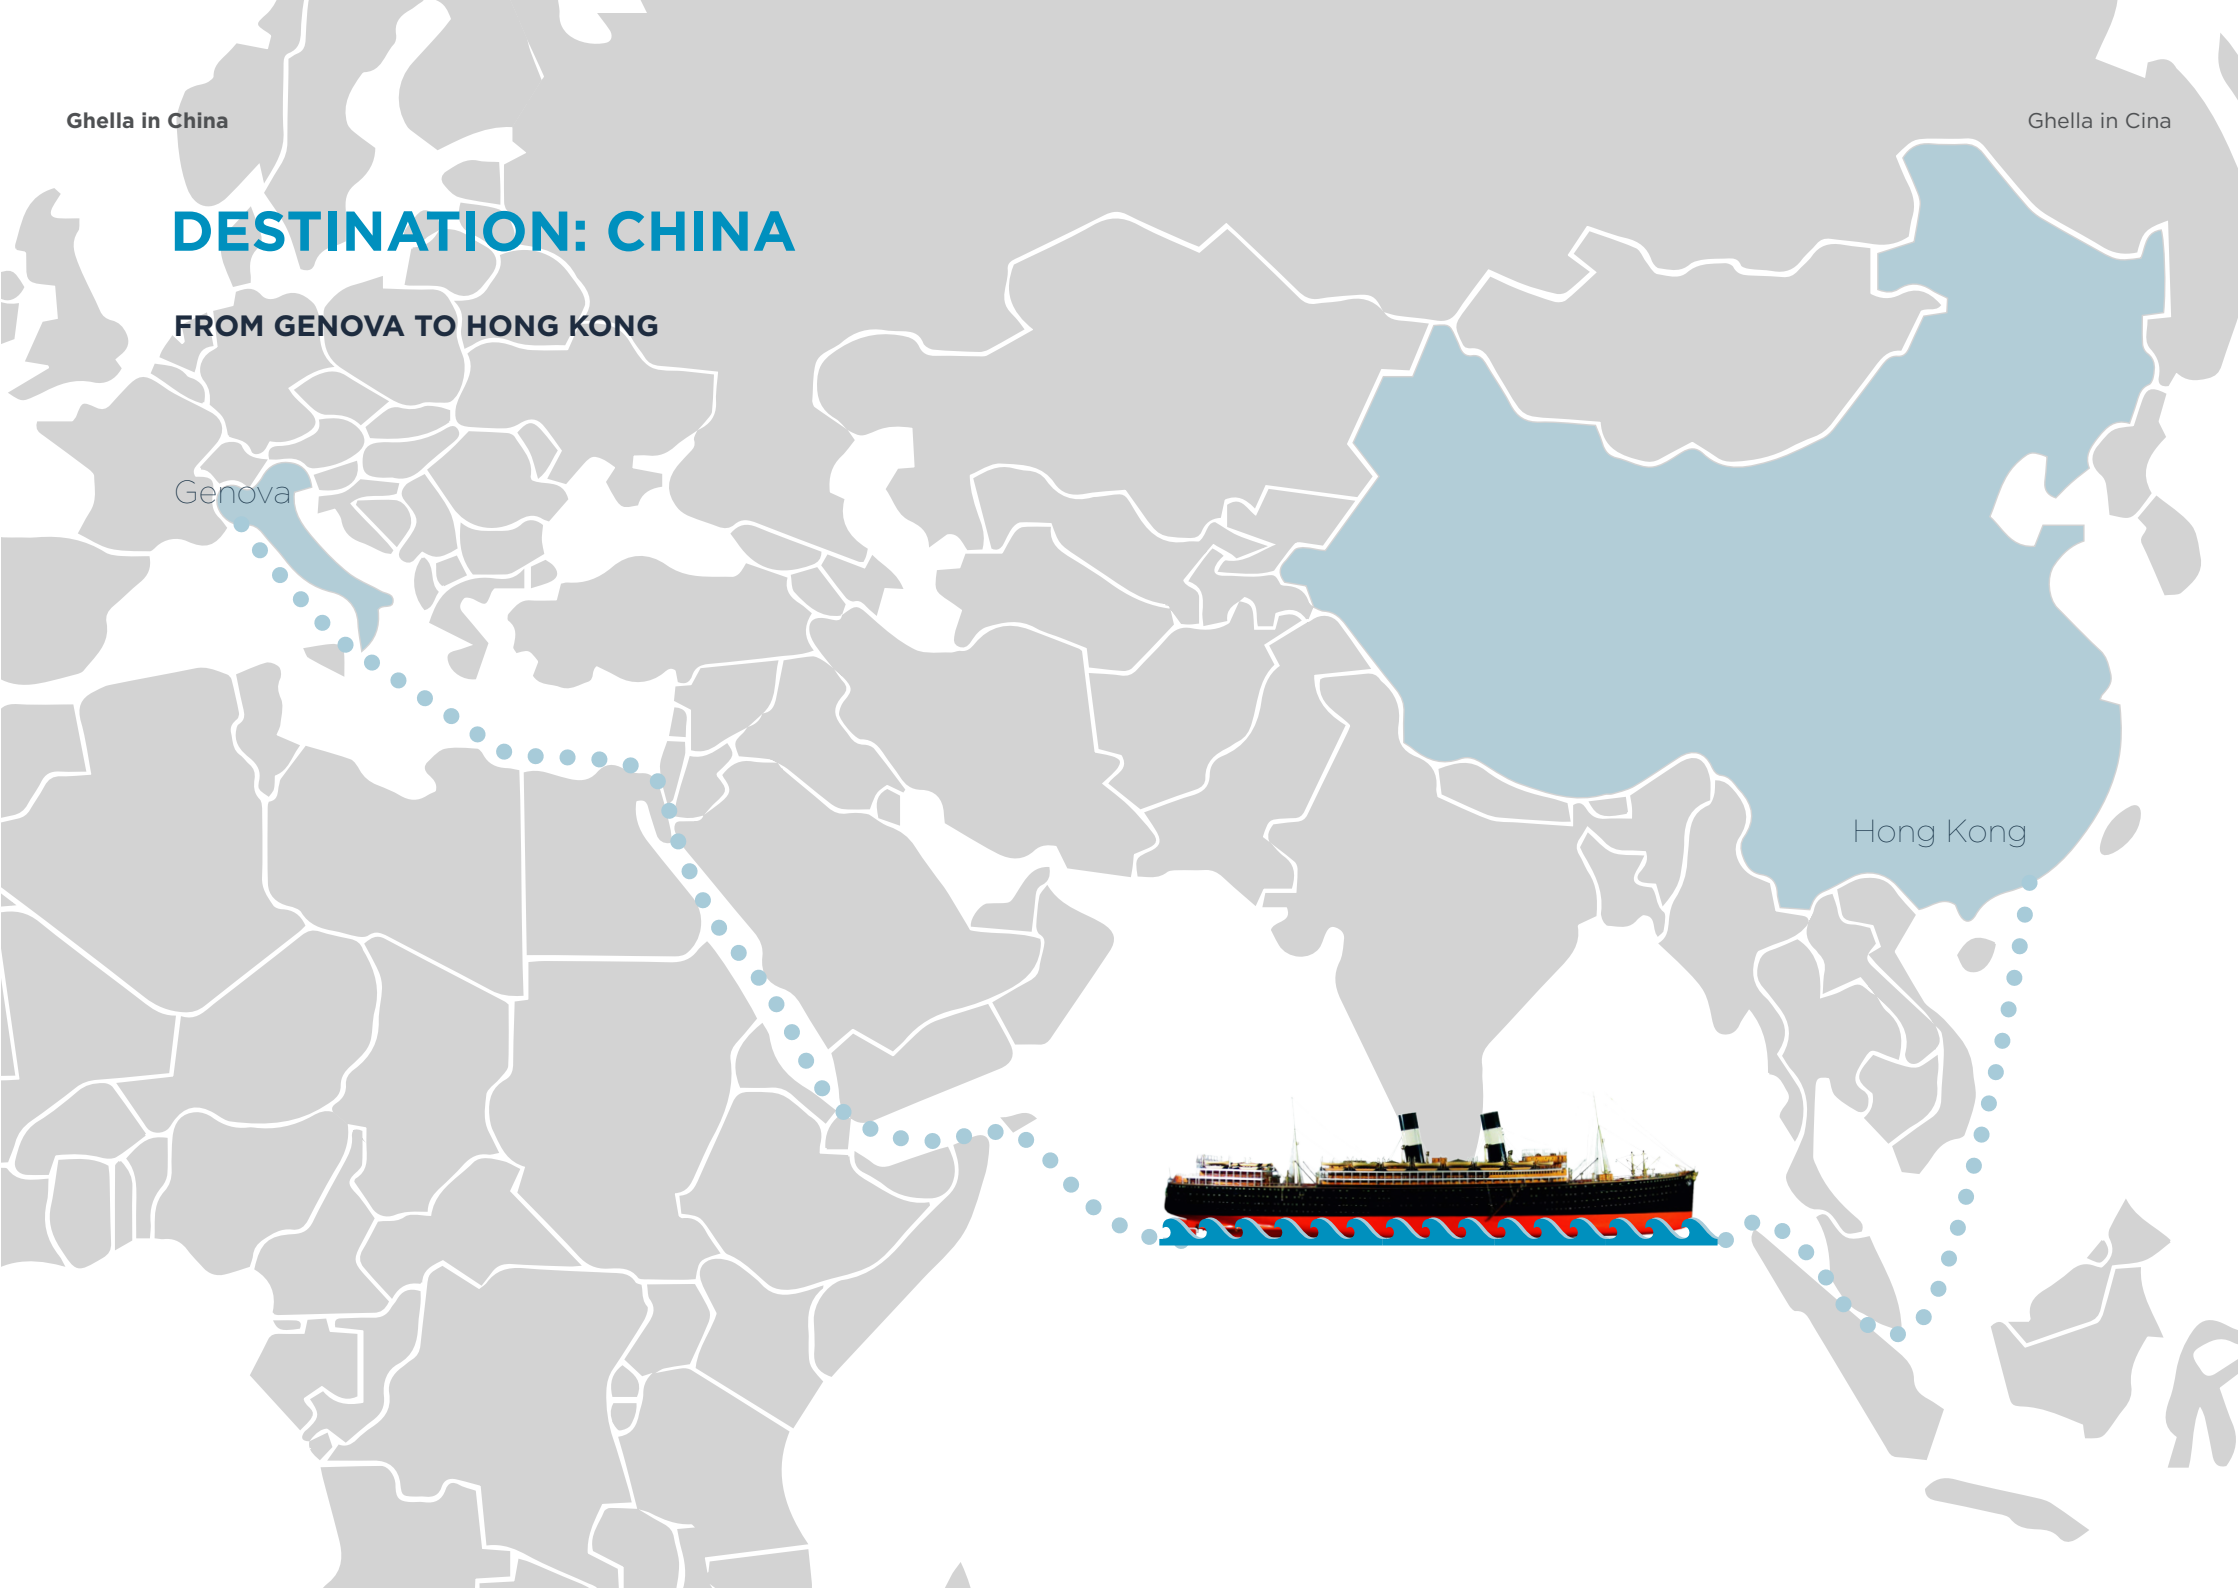 Ghella in China
Ghella in Cina
DESTINATION: CHINA
FROM GENOVA TO HONG KONG
Genova
Hong Kong